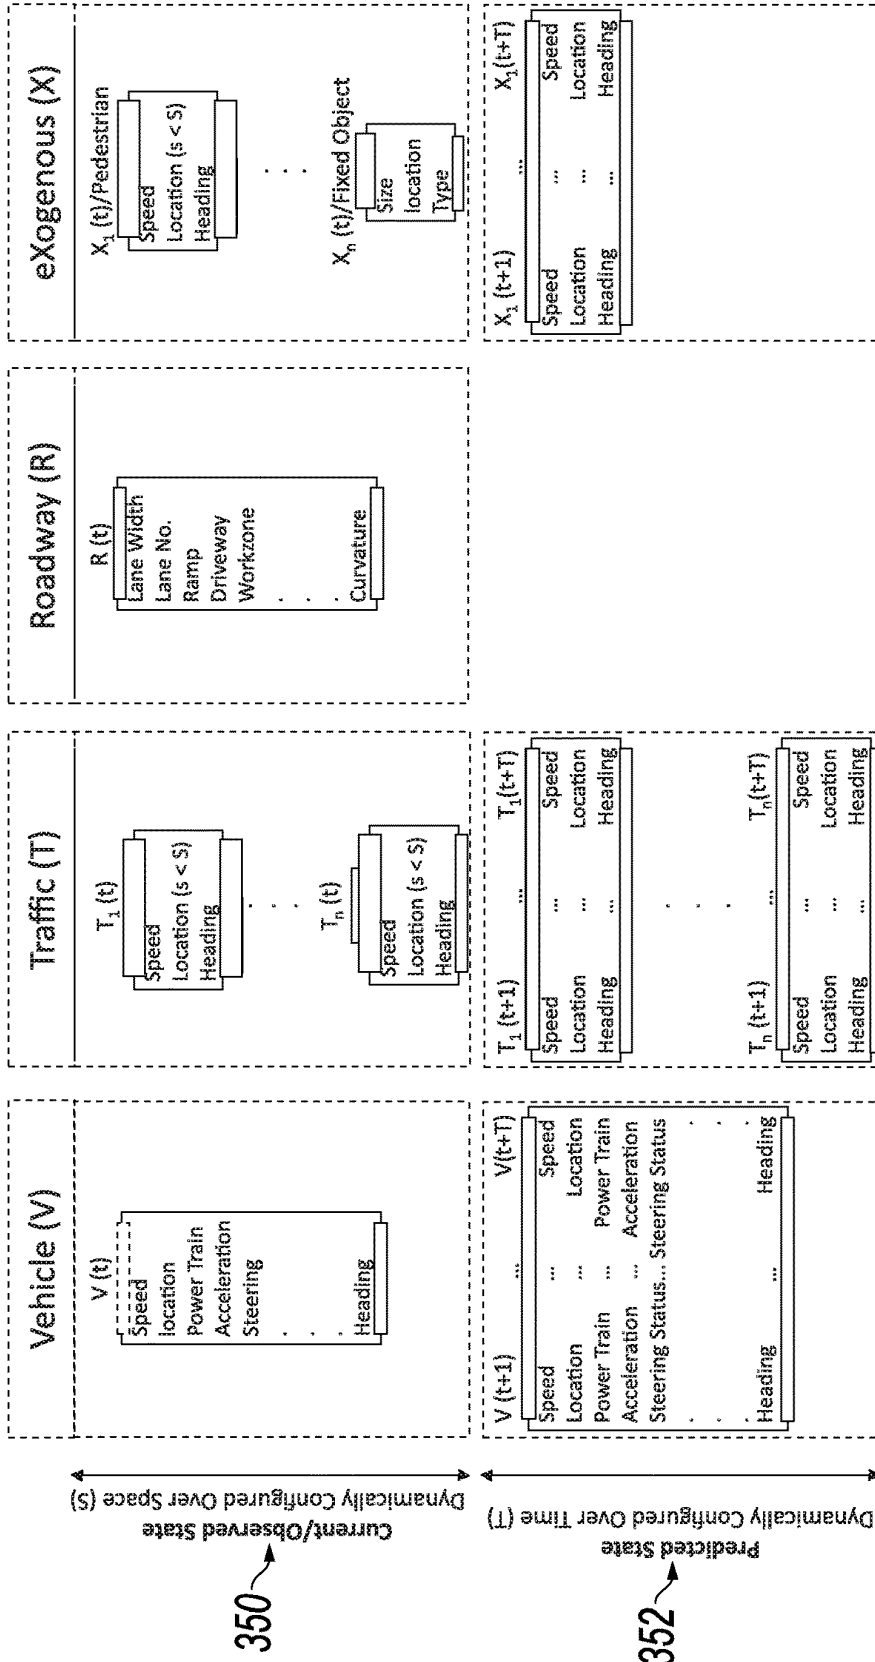 Vehicle (V)
Traffic (T)
Roadway (R)
eXogenous (X)
350
Current/Observed State
Dynamically Configured Over Space (S)
V (t)
Speed
location
Power Train
Acceleration
Steering
. . .
Heading
T₁ (t)
Speed
Location (s < S)
Heading
. . .
Tₙ (t)
Speed
Location (s < S)
Heading
R (t)
Lane Width
Lane No.
Ramp
Driveway
Workzone
. . .
Curvature
X₁ (t)/Pedestrian
Speed
Location (s < S)
Heading
. . .
Xₙ (t)/Fixed Object
Size
location
Type
352
Predicted State
Dynamically Configured Over Time (T)
V (t+1) ... V(t+T)
Speed ... Speed
Location ... Location
Power Train ... Power Train
Acceleration ... Acceleration
Steering Status... Steering Status
. .
. .
. .
Heading ... Heading
T₁ (t+1) ... T₁(t+T)
Speed ... Speed
Location ... Location
Heading ... Heading
. . .
Tₙ (t+1) ... Tₙ(t+T)
Speed ... Speed
Location ... Location
Heading ... Heading
X₁ (t+1) ... X₁(t+T)
Speed ... Speed
Location ... Location
Heading ... Heading